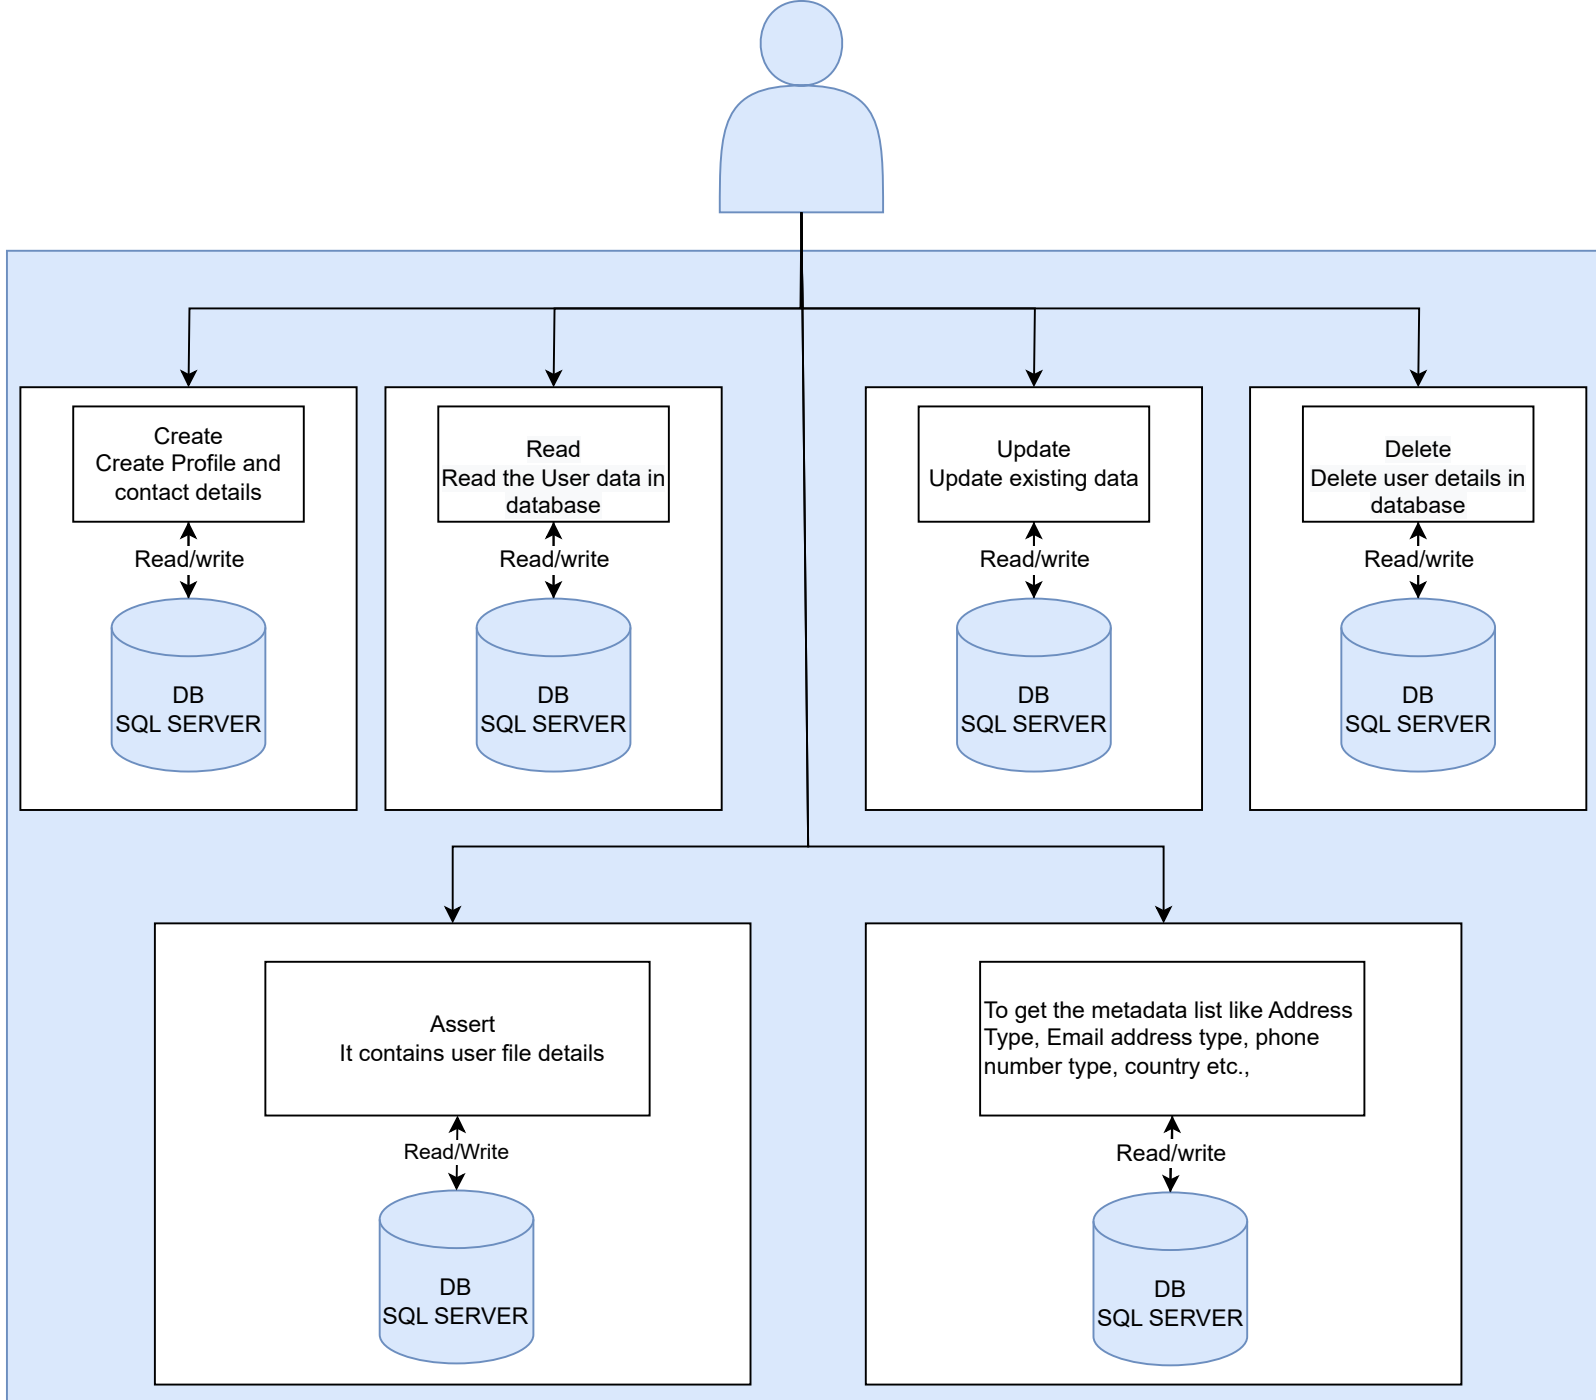 Create
Create Profile and
contact details
Read/write
DB
SQL SERVER
Read
Read the User data in
database
Read/write
DB
SQL SERVER
Update
Update existing data
Read/write
DB
SQL SERVER
Delete
Delete user details in
database
Read/write
DB
SQL SERVER
Assert
It contains user file details
Read/Write
DB
SQL SERVER
To get the metadata list like Address
Type, Email address type, phone
number type, country etc.,
Read/write
DB
SQL SERVER